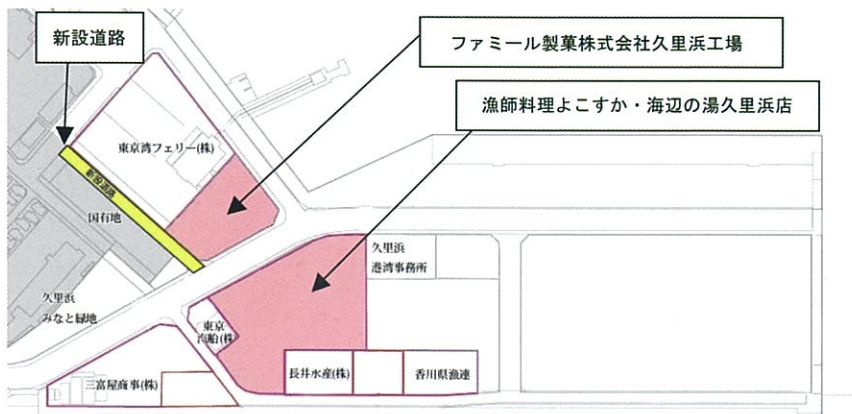 新設道路
ファミール製菓株式会社久里浜工場
漁師料理よこすか・海辺の湯久里浜店
東京湾フェリー(株)
新設道路
国有地
久里浜
港湾事務所
久里浜
みなと緑地
東京
汽船(株)
長井水産(株)
香川県漁連
三富屋商事(株)